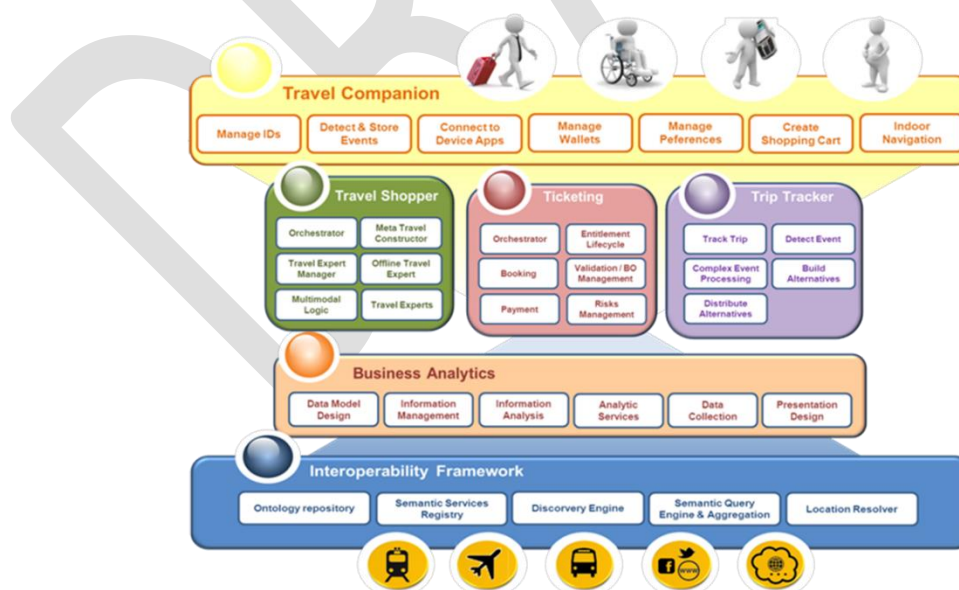 Travel Companion
Manage IDs
Detect & Store
Events
Connect to
Device Apps
Manage
Wallets
Manage
Peferences
Create
Shopping Cart
Indoor
Navigation
Travel Shopper
Orchestrator
Meta Travel
Constructor
Travel Expert
Manager
Offline Travel
Expert
Multimodal
Logic
Travel Experts
Ticketing
Orchestrator
Entitlement
Lifecycle
Booking
Validation / BO
Management
Payment
Risks
Management
Trip Tracker
Track Trip
Detect Event
Complex Event
Processing
Build
Alternatives
Distribute
Alternatives
Business Analytics
Data Model
Design
Information
Management
Information
Analysis
Analytic
Services
Data
Collection
Presentation
Design
Interoperability Framework
Ontology repository
Semantic Services
Registry
Discorvery Engine
Semantic Query
Engine & Aggregation
Location Resolver
f
www